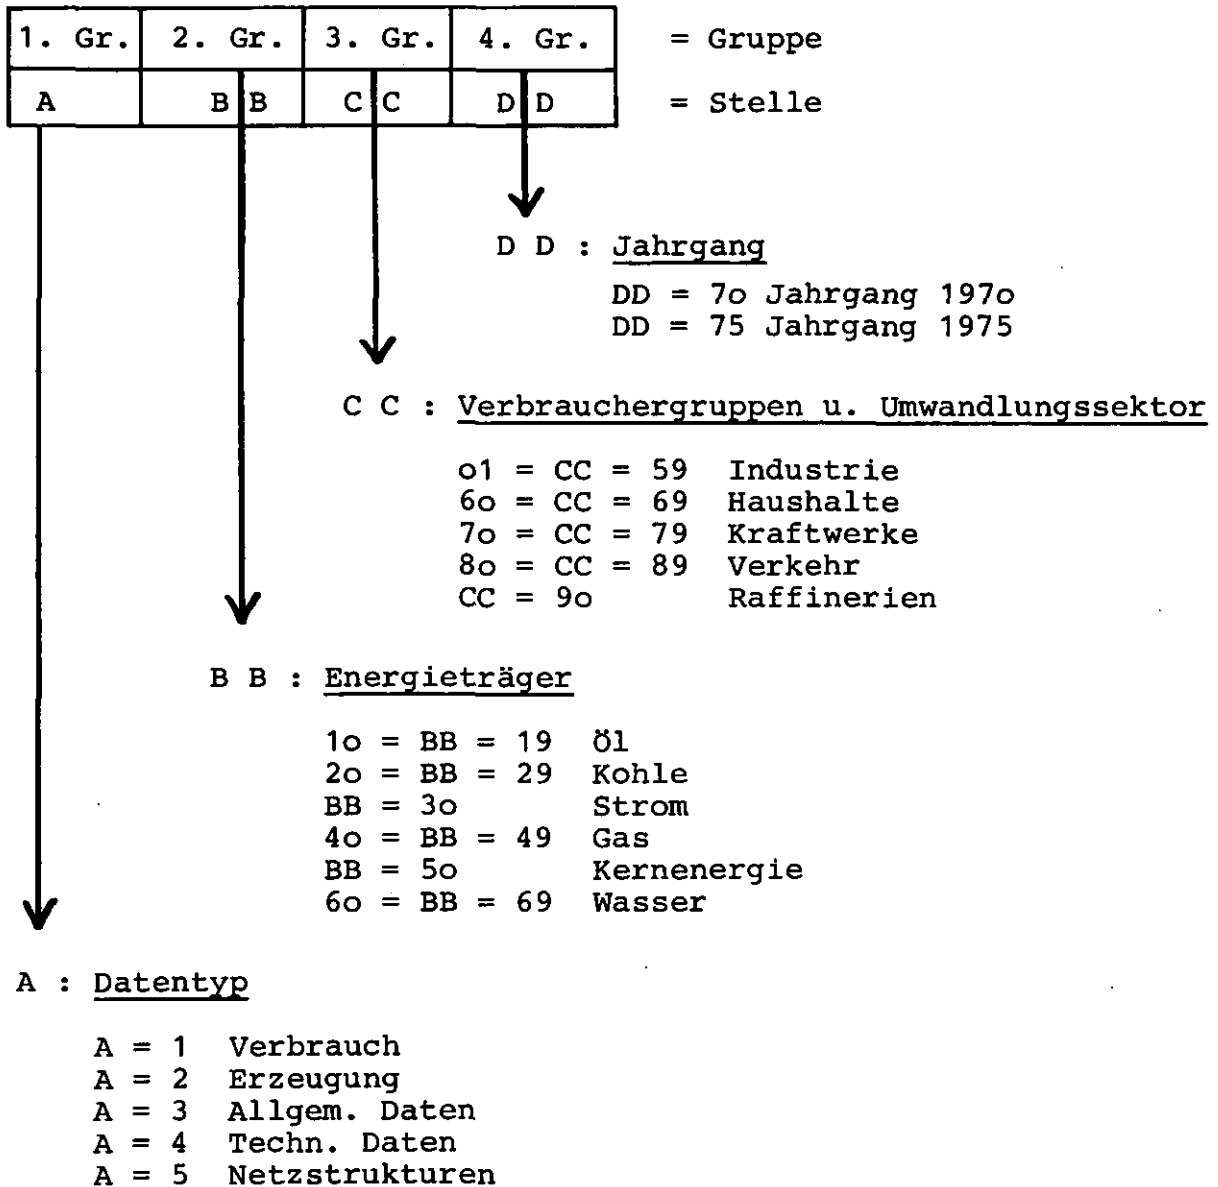 1. Gr. 2. Gr. 3. Gr. 4. Gr. = Gruppe
A B B C C D D = Stelle
D D : Jahrgang
DD = 7o Jahrgang 197o
DD = 75 Jahrgang 1975
C C : Verbrauchergruppen u. Umwandlungssektor
o1 = CC = 59 Industrie
6o = CC = 69 Haushalte
7o = CC = 79 Kraftwerke
8o = CC = 89 Verkehr
CC = 9o Raffinerien
B B : Energieträger
1o = BB = 19 Öl
2o = BB = 29 Kohle
BB = 3o Strom
4o = BB = 49 Gas
BB = 5o Kernenergie
6o = BB = 69 Wasser
A : Datentyp
A = 1 Verbrauch
A = 2 Erzeugung
A = 3 Allgem. Daten
A = 4 Techn. Daten
A = 5 Netzstrukturen